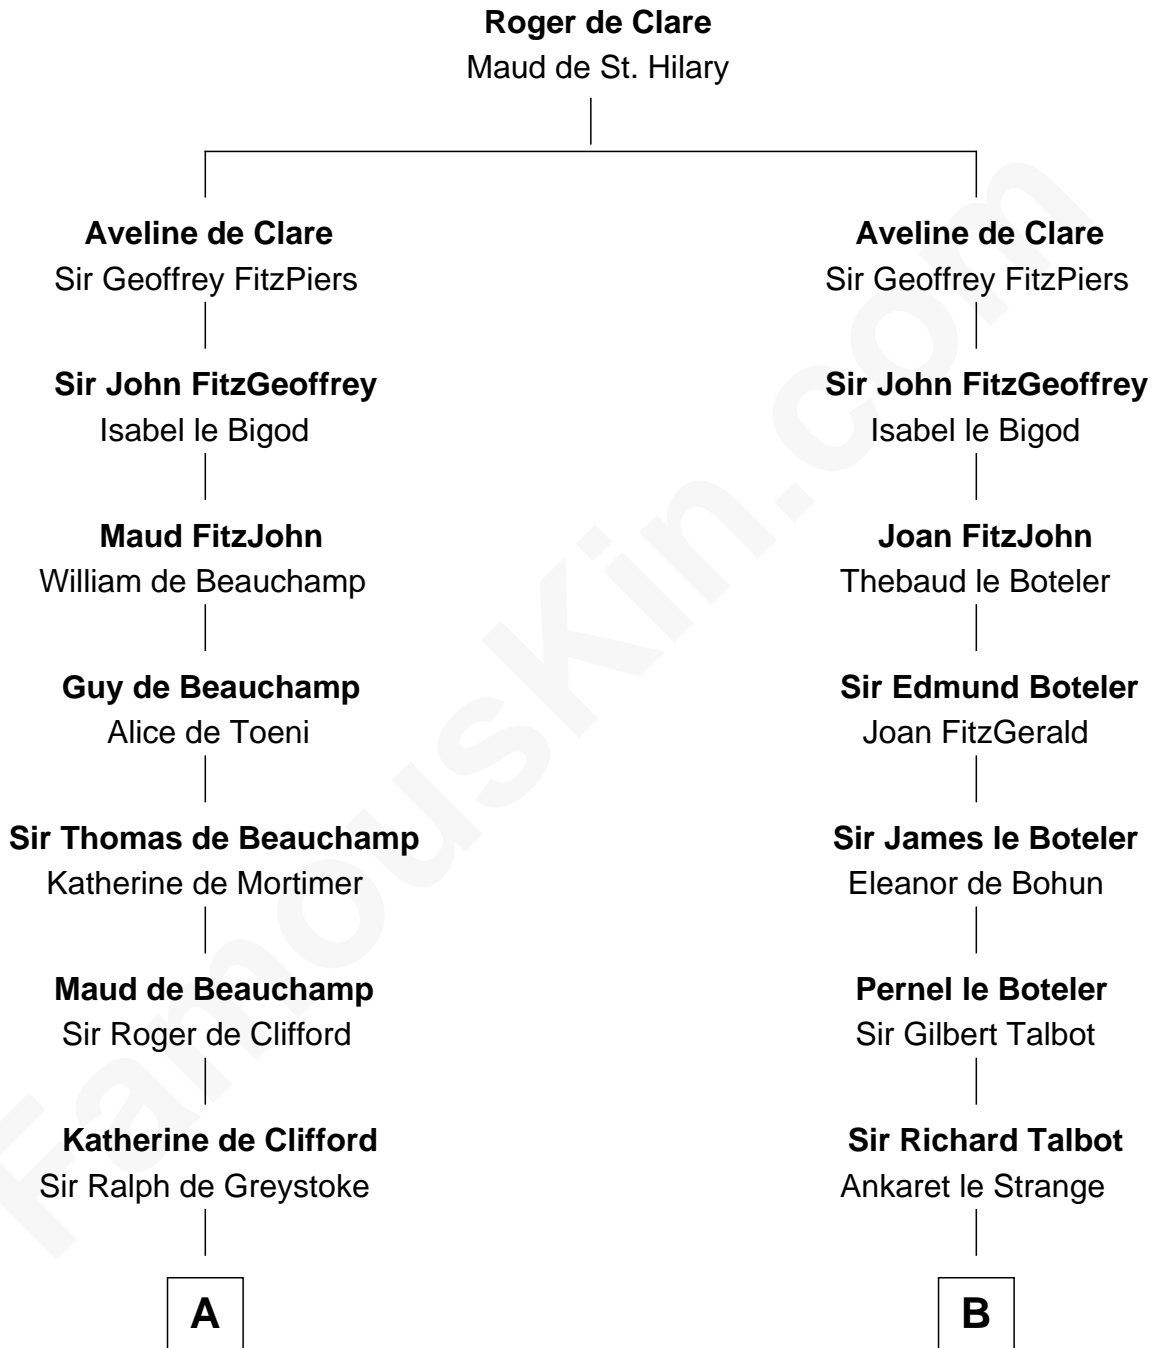 Roger de Clare
Maud de St. Hilary
Aveline de Clare
Sir Geoffrey FitzPiers
Sir John FitzGeoffrey
Isabel le Bigod
Maud FitzJohn
William de Beauchamp
Guy de Beauchamp
Alice de Toeni
Sir Thomas de Beauchamp
Katherine de Mortimer
Maud de Beauchamp
Sir Roger de Clifford
Katherine de Clifford
Sir Ralph de Greystoke
A
Aveline de Clare
Sir Geoffrey FitzPiers
Sir John FitzGeoffrey
Isabel le Bigod
Joan FitzJohn
Thebaud le Boteler
Sir Edmund Boteler
Joan FitzGerald
Sir James le Boteler
Eleanor de Bohun
Pernel le Boteler
Sir Gilbert Talbot
Sir Richard Talbot
Ankaret le Strange
B
FamousKin.com